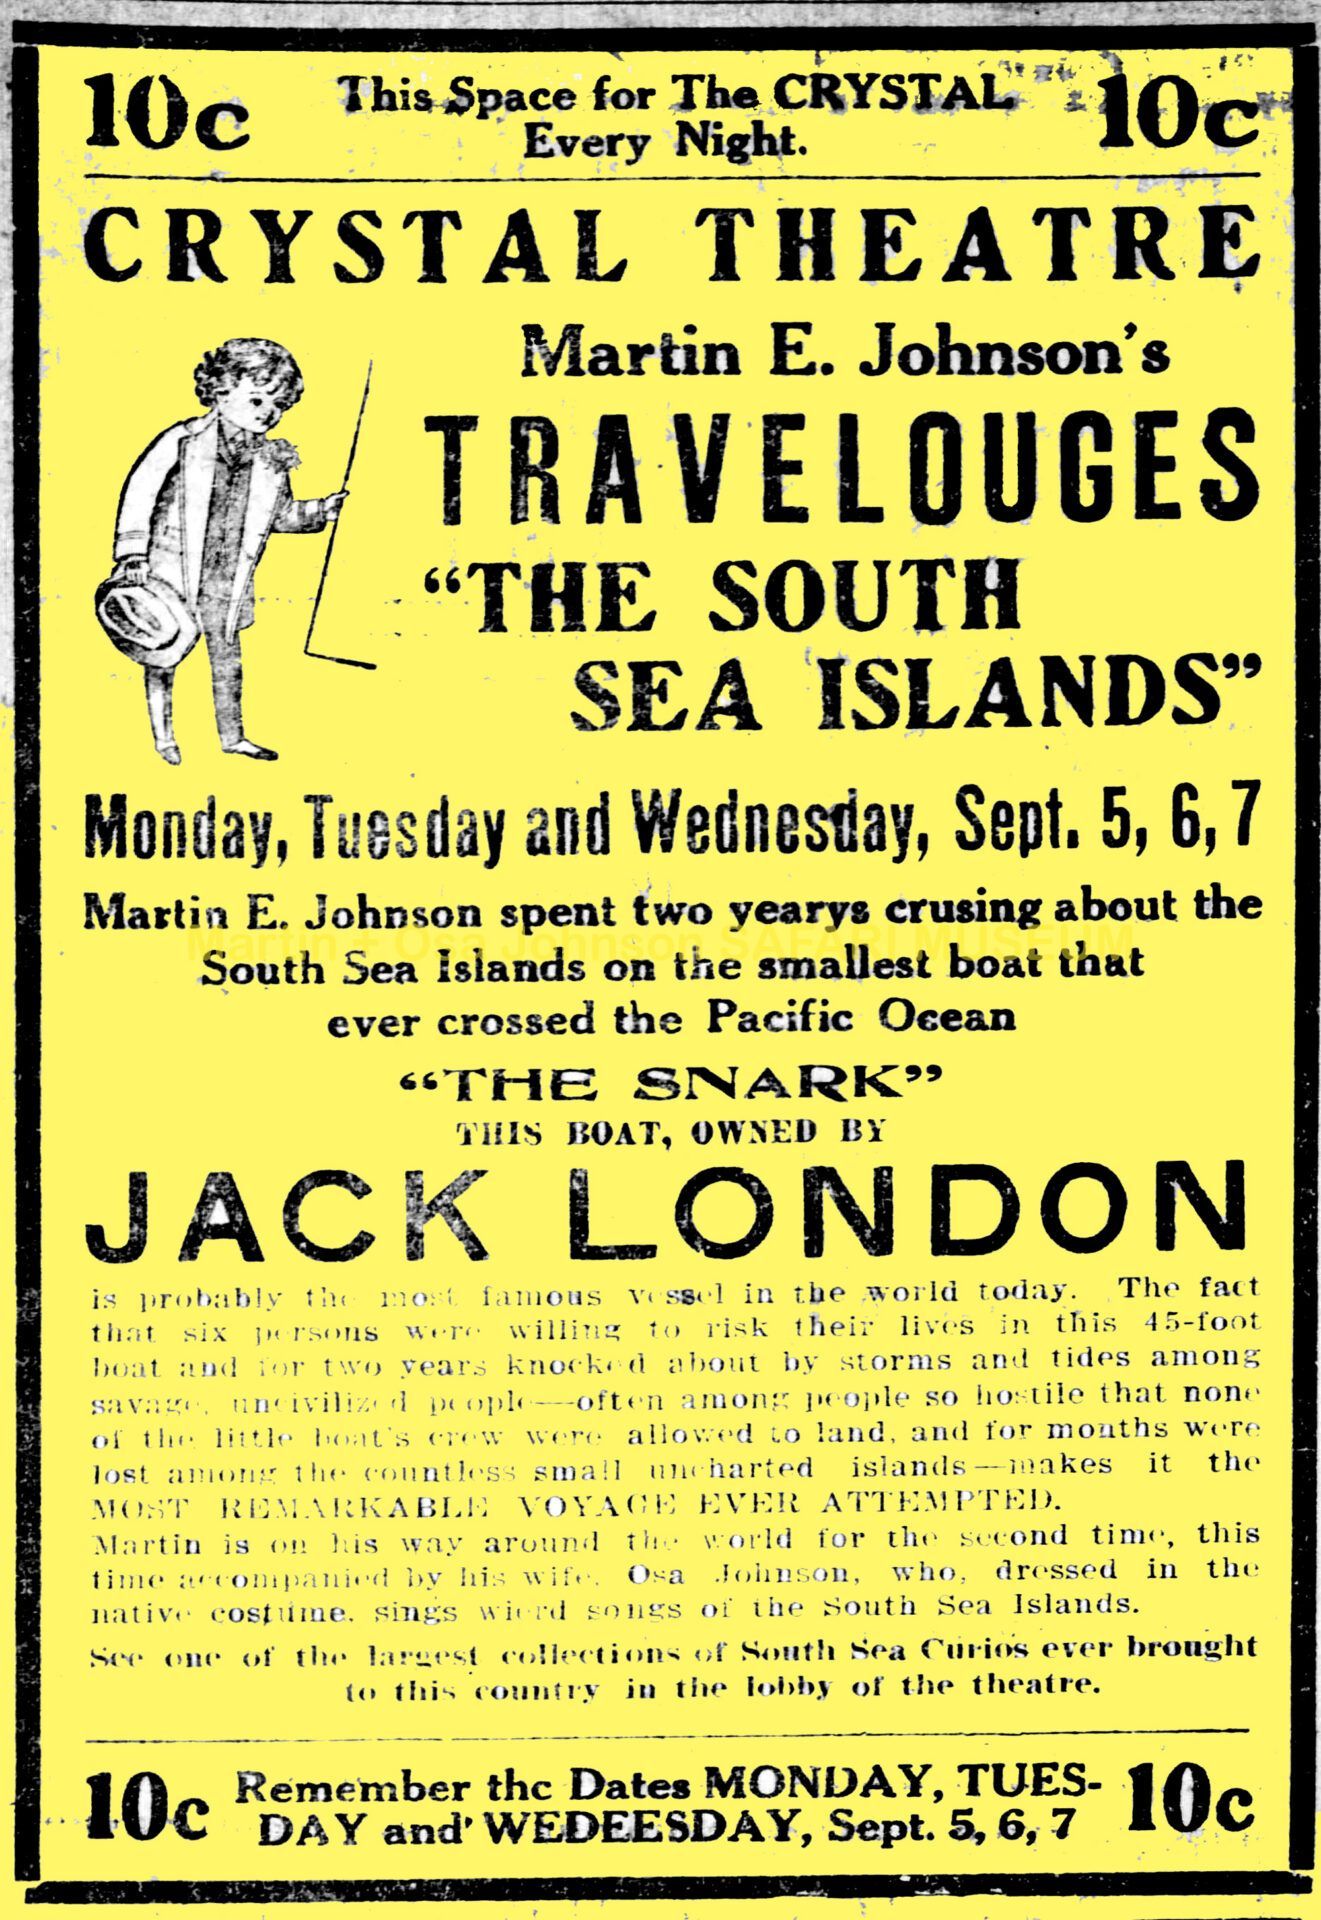 10c This Space for The CRYSTAL 10c
Every Night.
CRYSTAL THEATRE
Martin E. Johnson's
TRAVELOUGES
"THE SOUTH
SEA ISLANDS"
Monday, Tuesday and Wednesday, Sept. 5, 6, 7
Martin E. Johnson spent two yearys crusing about the
Martin + Osa Johnson SAFARI MUSEUM
South Sea Islands on the smallest boat that
ever crossed the Pacific Ocean
"THE SNARK"
THIS BOAT, OWNED BY
JACK LONDON
is probably the most famous vessel in the world today. The fact
that six persons were willing to risk their lives in this 45-foot
boat and for two years knocked about by storms and tides among
savage, uncivilized people—often among people so hostile that none
of the little boat's crew were allowed to land, and for months were
lost among the countless small uncharted islands—makes it the
MOST REMARKABLE VOYAGE EVER ATTEMPTED.
Martin is on his way around the world for the second time, this
time accompanied by his wife, Osa Johnson, who, dressed in the
native costume, sings wierd songs of the South Sea Islands.
See one of the largest collections of South Sea Curios ever brought
to this country in the lobby of the theatre.
10c Remember the Dates MONDAY, TUES- 10c
DAY and WEDEESDAY, Sept. 5, 6, 7